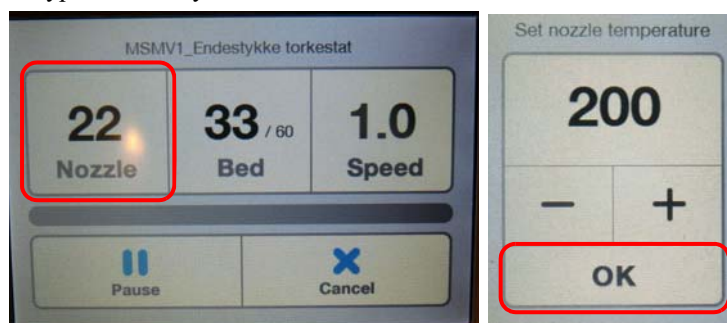 MSMV1_Endestykke torkestat
22
Nozzle
33 / 60
Bed
1.0
Speed
Pause
Cancel
Set nozzle temperature
200
− +
OK